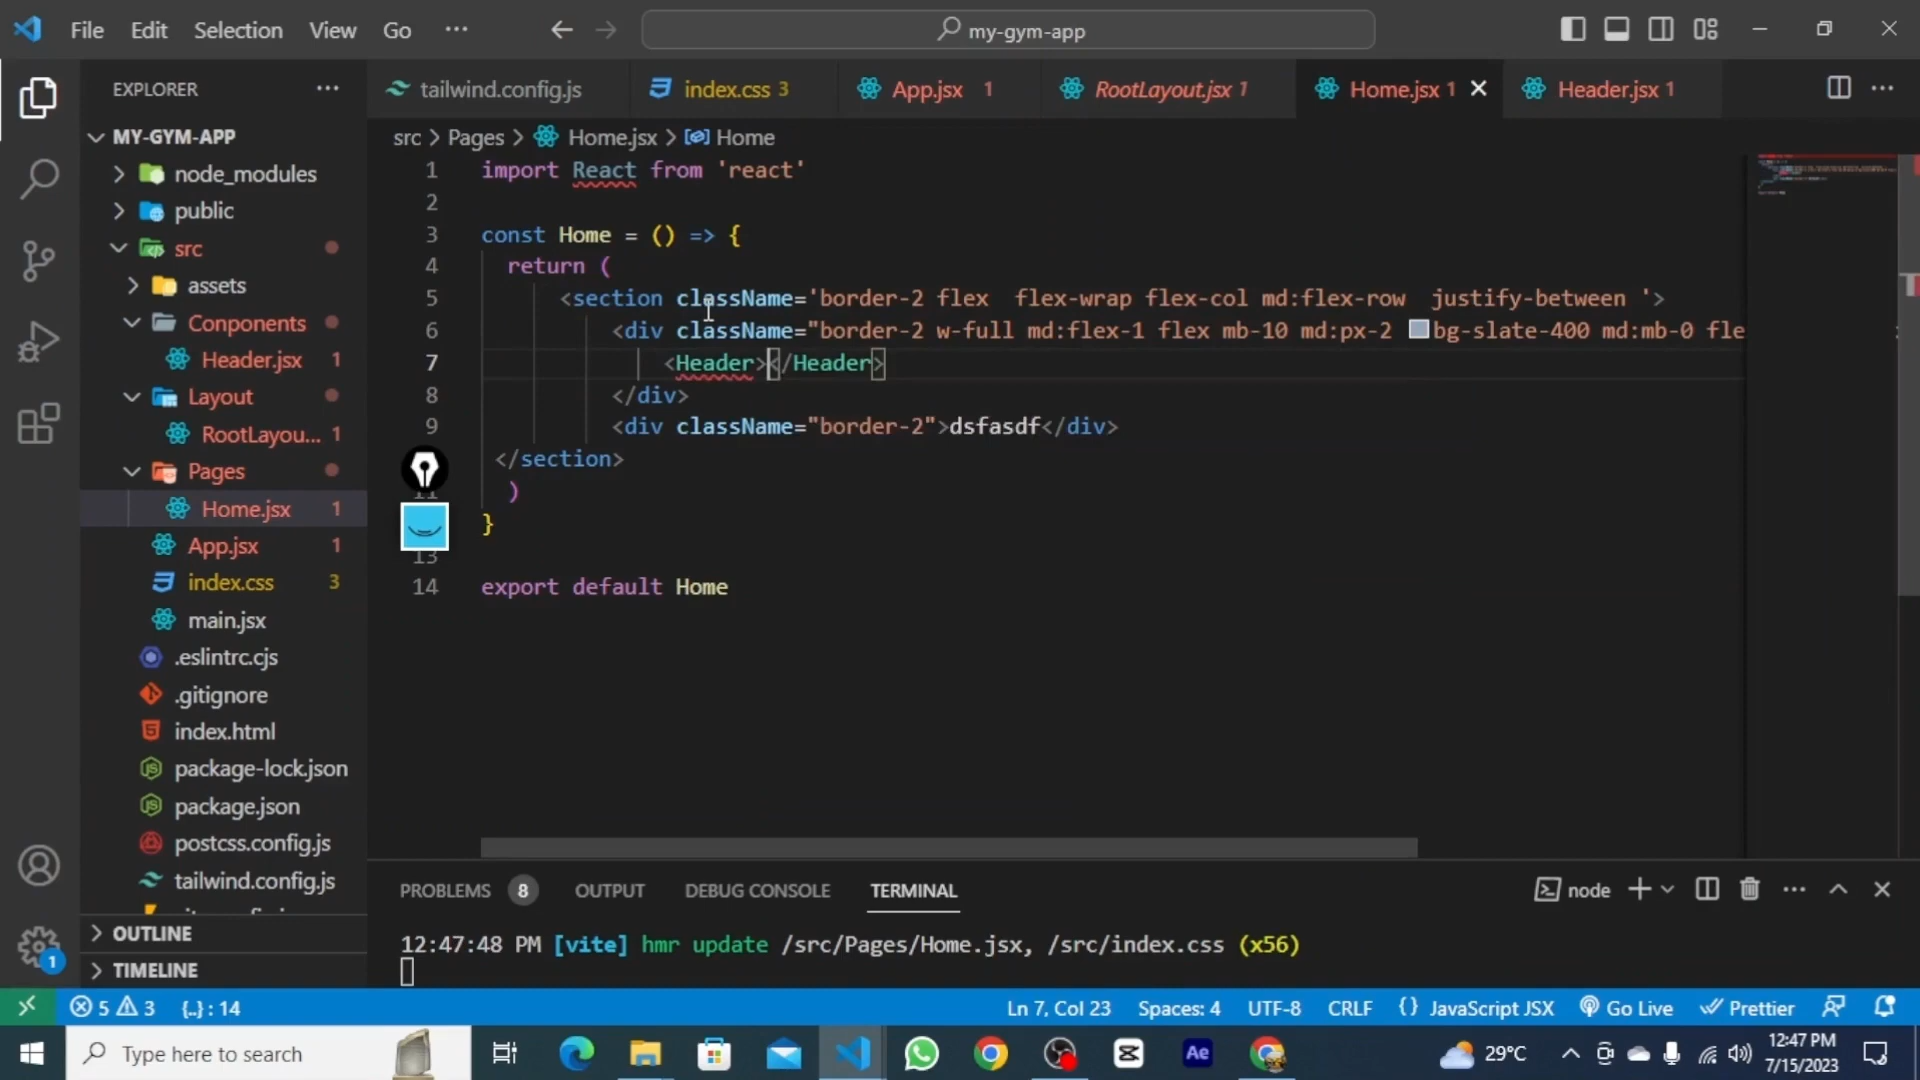 File Edit Selection View Go ··· my-gym-app
EXPLORER ···
tailwind.config.js index.css 3 App.jsx 1 RootLayout.jsx 1 Home.jsx 1 Header.jsx 1 ···
src > Pages > Home.jsx > Home
MY-GYM-APP
node_modules
public
src
assets
Conponents
Header.jsx 1
Layout
RootLayou... 1
Pages
Home.jsx 1
App.jsx 1
index.css 3
main.jsx
.eslintrc.cjs
.gitignore
index.html
package-lock.json
package.json
postcss.config.js
tailwind.config.js
OUTLINE
TIMELINE
1 import React from 'react'
2
3 const Home = () => {
4 return (
5 <section className='border-2 flex  flex-wrap flex-col md:flex-row  justify-between '>
6 <div className="border-2 w-full md:flex-1 flex mb-10 md:px-2 bg-slate-400 md:mb-0 fle
7 <Header></Header>
8 </div>
9 <div className="border-2">dsfasdf</div>
</section>
11 )
}
13
14 export default Home
PROBLEMS 8 OUTPUT DEBUG CONSOLE TERMINAL node ···
12:47:48 PM [vite] hmr update /src/Pages/Home.jsx, /src/index.css (x56)
1 5 3 {..} : 14 Ln 7, Col 23 Spaces: 4 UTF-8 CRLF {} JavaScript JSX Go Live Prettier
Type here to search Ae 29°C 12:47 PM
7/15/2023